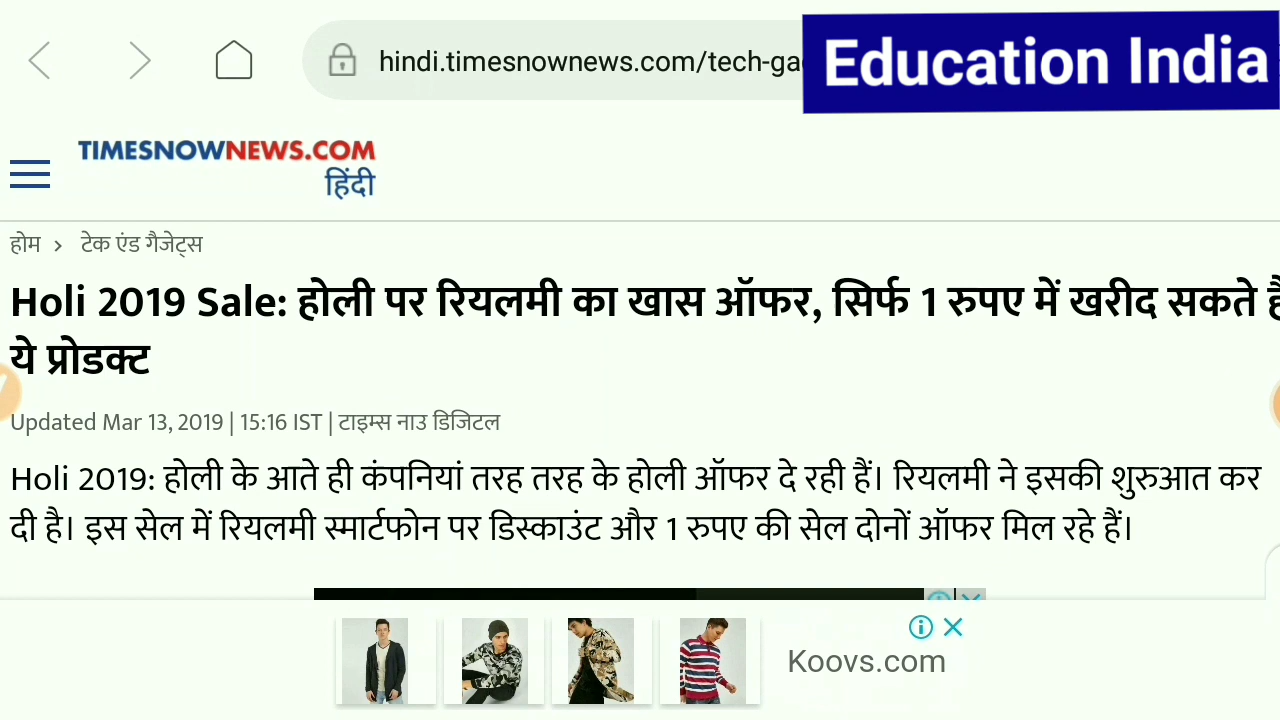 hindi.timesnownews.com/tech-ga
Education India
TIMESNOWNEWS.COM
हिंदी
होम › टेक एंड गैजेट्स
Holi 2019 Sale: होली पर रियलमी का खास ऑफर, सिर्फ 1 रुपए में खरीद सकते
ये प्रोडक्ट
Updated Mar 13, 2019 | 15:16 IST | टाइम्स नाउ डिजिटल
Holi 2019: होली के आते ही कंपनियां तरह तरह के होली ऑफर दे रही हैं। रियलमी ने इसकी शुरुआत कर
दी है। इस सेल में रियलमी स्मार्टफोन पर डिस्काउंट और 1 रुपए की सेल दोनों ऑफर मिल रहे हैं।
Koovs.com